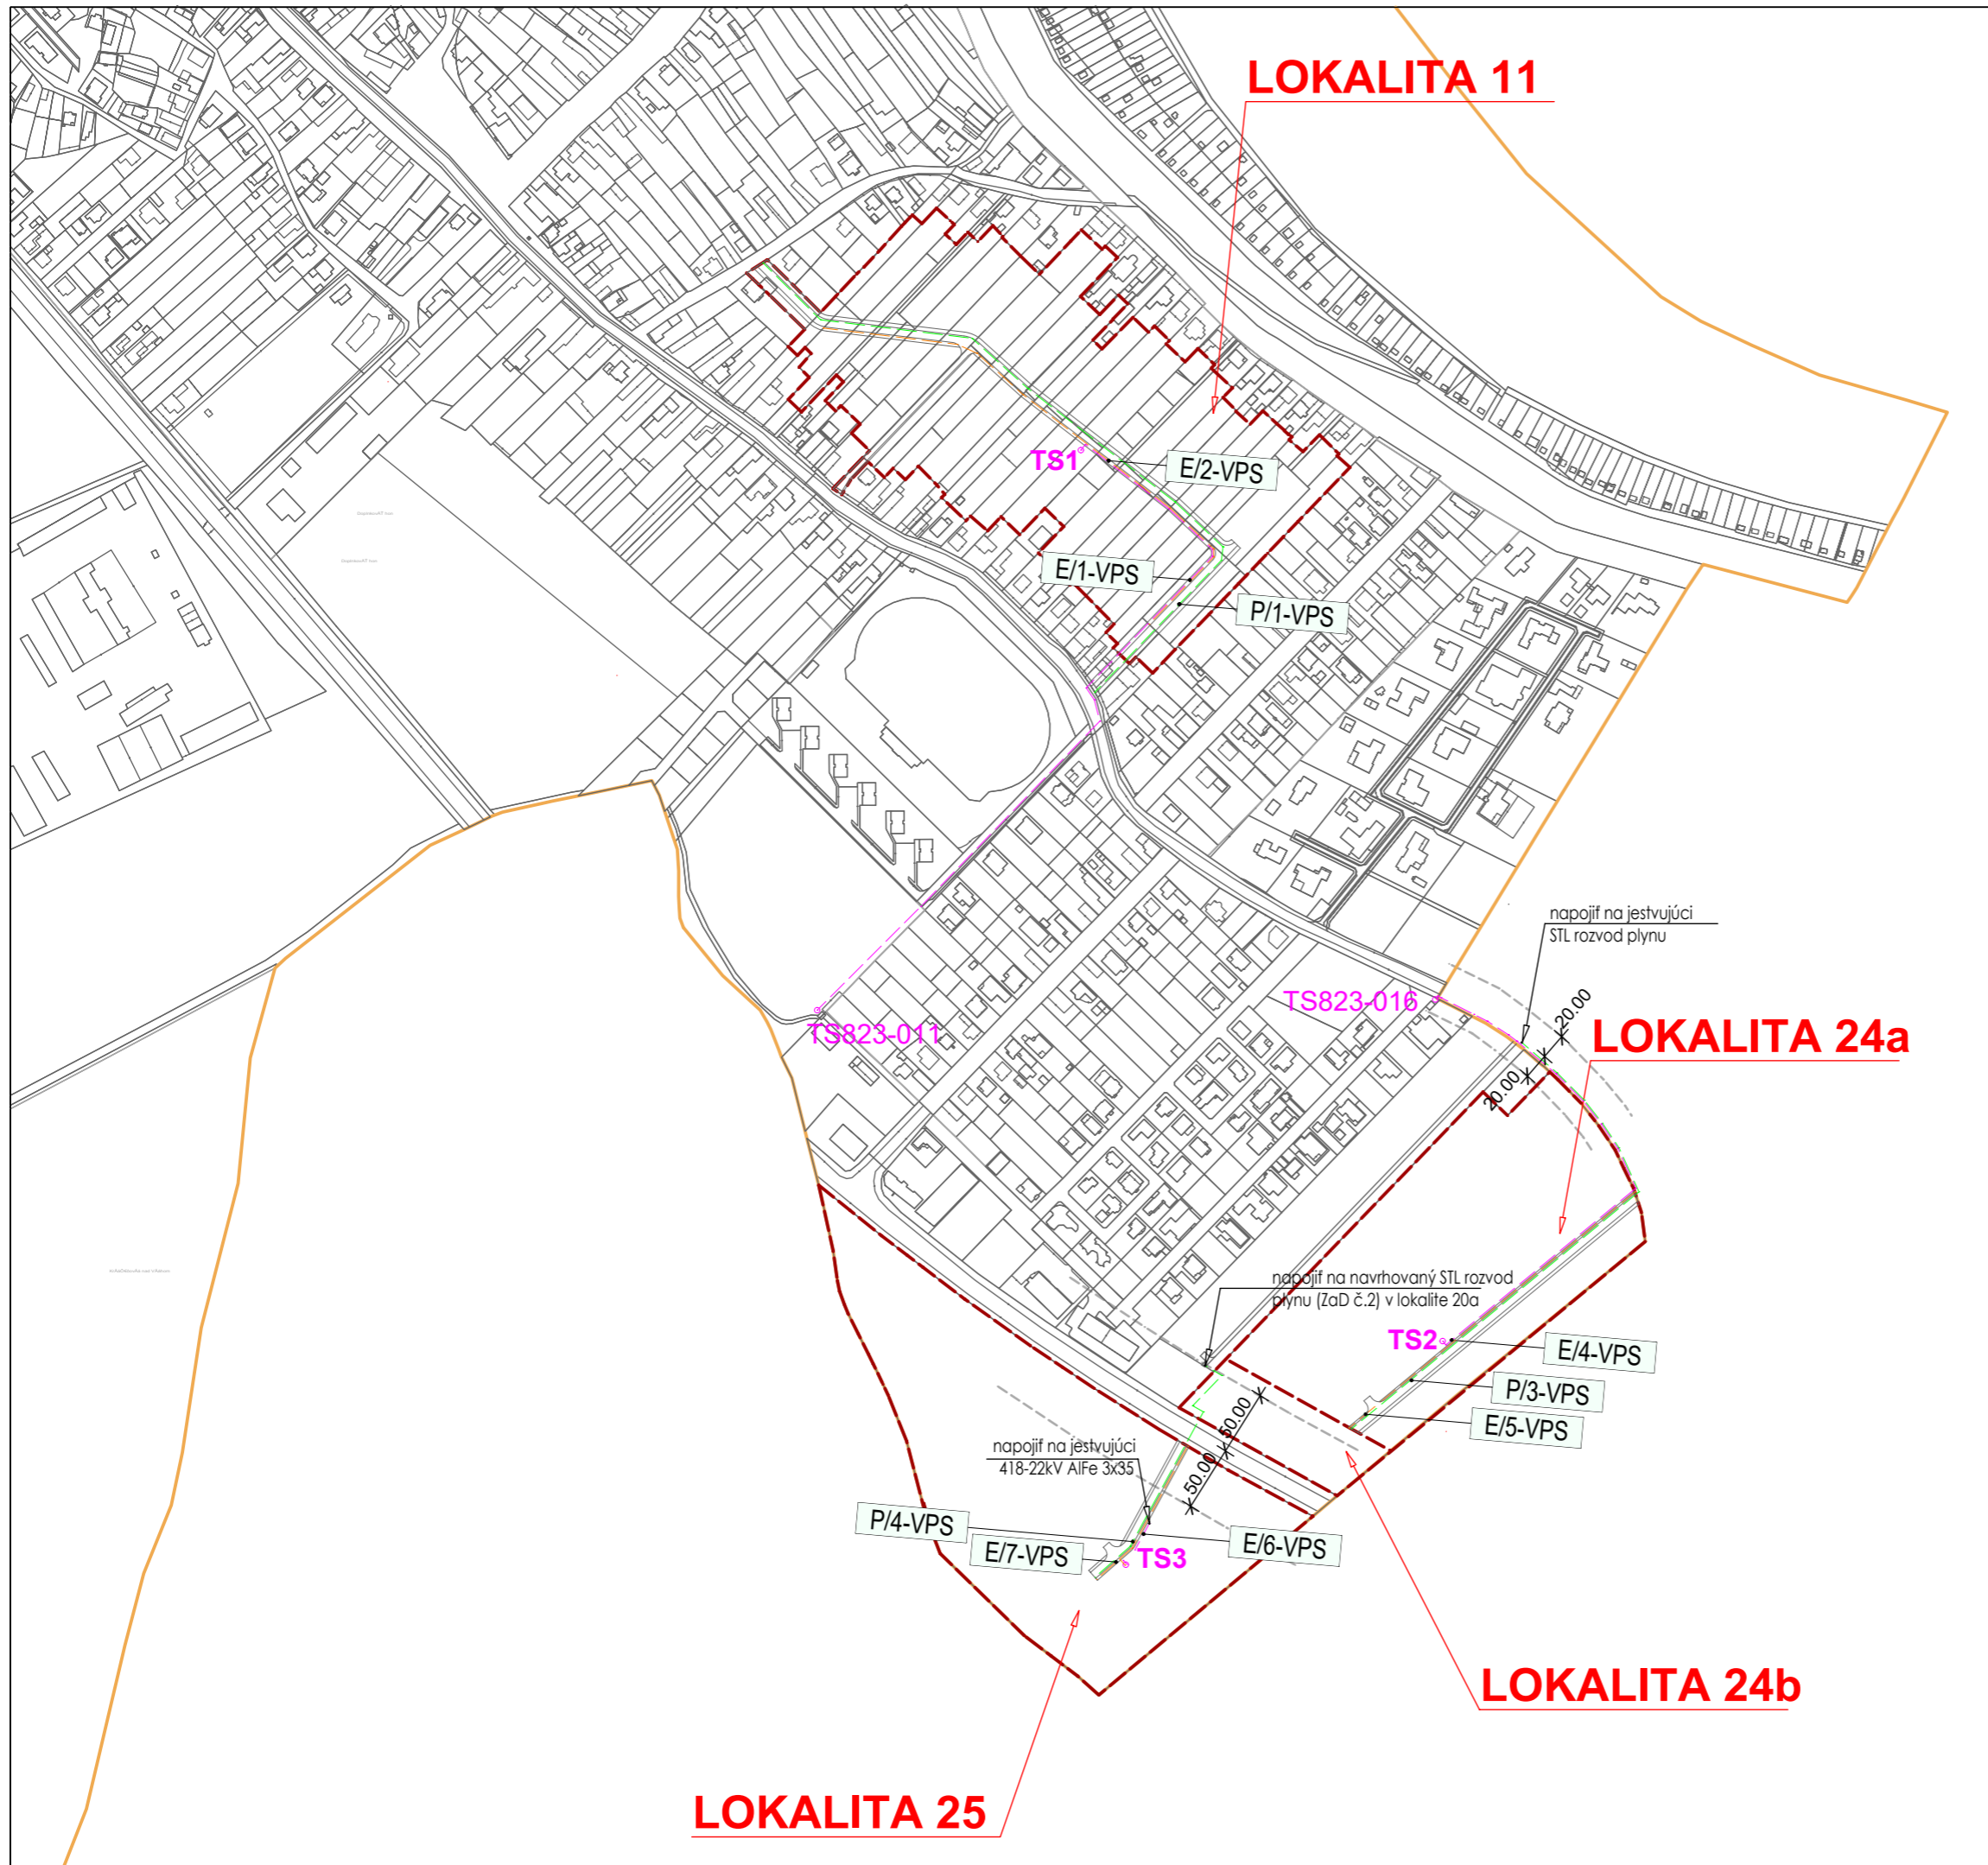 LOKALITA 11
TS1
E/2-VPS
E/1-VPS
P/1-VPS
napojiť na jestvujúci
STL rozvod plynu
TS823-016
TS823-011
20.00
20.00
LOKALITA 24a
napojiť na navrhovaný STL rozvod
plynu (ZaD č.2) v lokalite 20a
TS2
E/4-VPS
P/3-VPS
E/5-VPS
50.00
50.00
napojiť na jestvujúci
418-22kV AlFe 3x35
P/4-VPS
E/7-VPS
TS3
E/6-VPS
LOKALITA 24b
LOKALITA 25